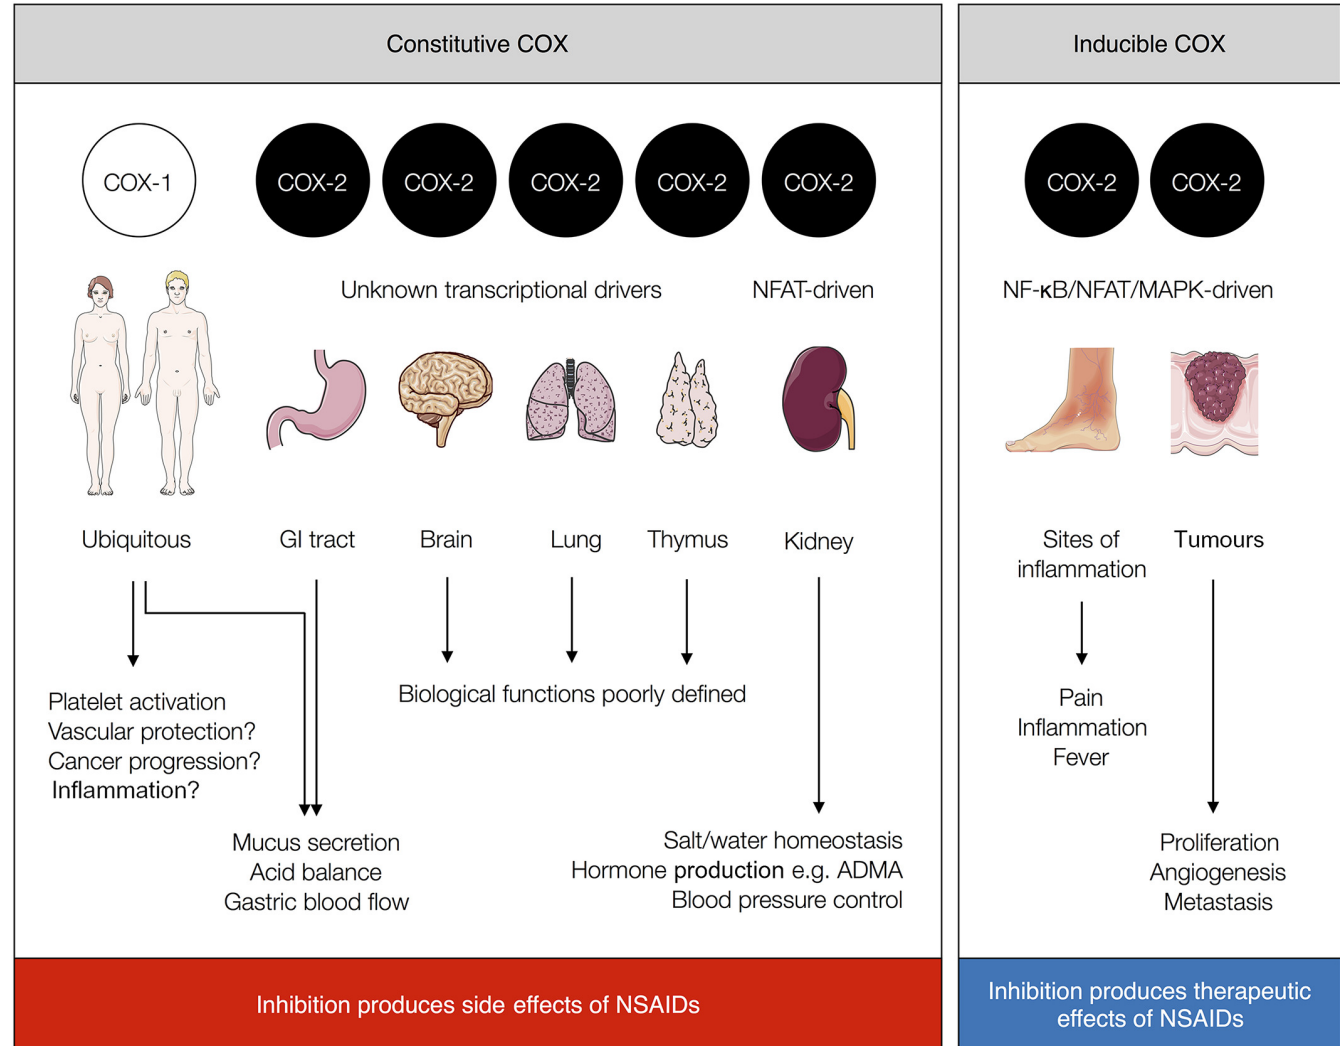 Constitutive COX
Inducible COX
COX-1
COX-2
COX-2
COX-2
COX-2
COX-2
COX-2
COX-2
Unknown transcriptional drivers
NFAT-driven
NF-κB/NFAT/MAPK-driven
Ubiquitous
GI tract
Brain
Lung
Thymus
Kidney
Sites of
inflammation
Tumours
Platelet activation
Vascular protection?
Cancer progression?
Inflammation?
Biological functions poorly defined
Pain
Inflammation
Fever
Mucus secretion
Acid balance
Gastric blood flow
Salt/water homeostasis
Hormone production e.g. ADMA
Blood pressure control
Proliferation
Angiogenesis
Metastasis
Inhibition produces side effects of NSAIDs
Inhibition produces therapeutic
effects of NSAIDs